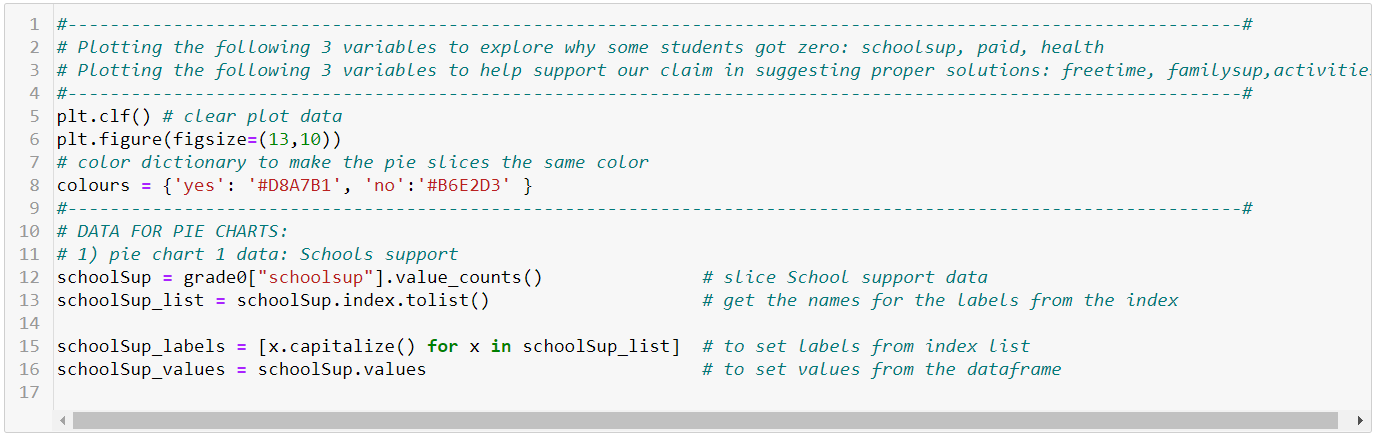 1 #---------------------------------------------------------------------------------------------------------------#
2 # Plotting the following 3 variables to explore why some students got zero: schoolsup, paid, health
3 # Plotting the following 3 variables to help support our claim in suggesting proper solutions: freetime, familysup,activitie
4 #---------------------------------------------------------------------------------------------------------------#
5 plt.clf() # clear plot data
6 plt.figure(figsize=(13,10))
7 # color dictionary to make the pie slices the same color
8 colours = {'yes': '#D8A7B1', 'no':'#B6E2D3' }
9 #---------------------------------------------------------------------------------------------------------------#
10 # DATA FOR PIE CHARTS:
11 # 1) pie chart 1 data: Schools support
12 schoolSup = grade0["schoolsup"].value_counts()               # slice School support data
13 schoolSup_list = schoolSup.index.tolist()                    # get the names for the labels from the index
14
15 schoolSup_labels = [x.capitalize() for x in schoolSup_list]  # to set labels from index list
16 schoolSup_values = schoolSup.values                          # to set values from the dataframe
17